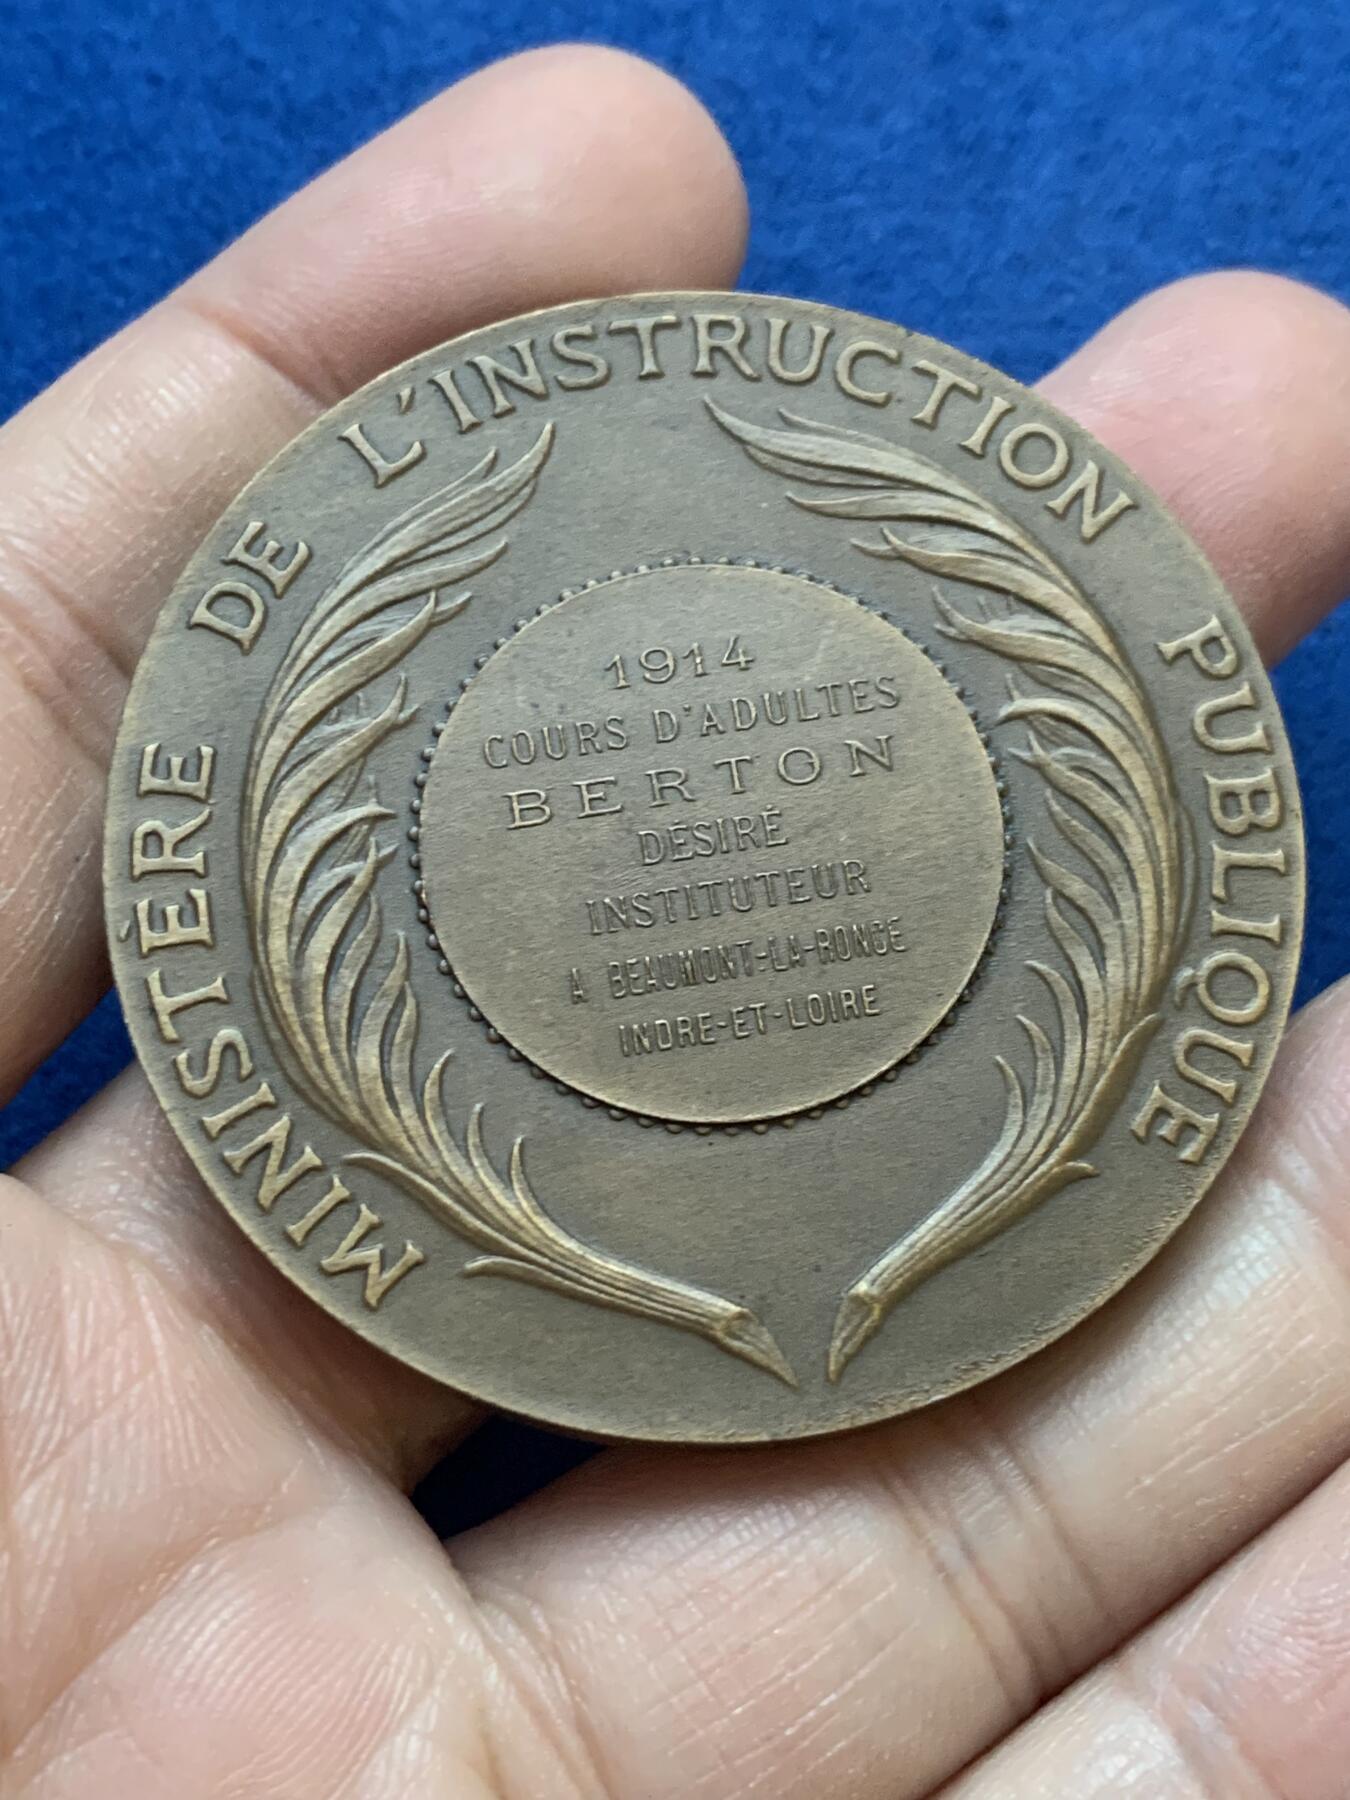 MINISTÈRE DE L'INSTRUCTION PUBLIQUE
1914
COURS D'ADULTES
BERTON
DÉSIRÉ
INSTITUTEUR
A BEAUMONT-LA-RONCE
INDRE-ET-LOIRE